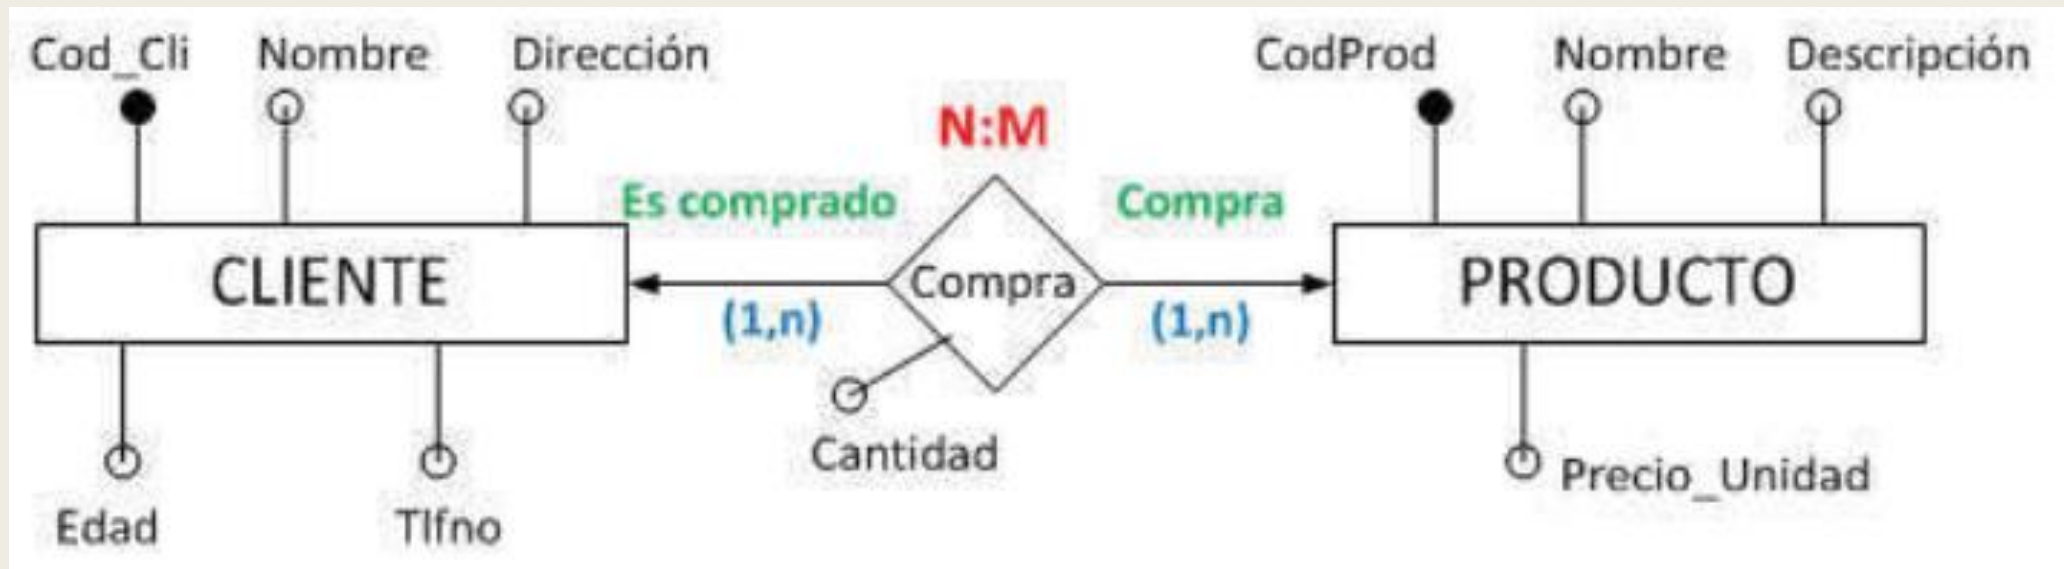 Cod_Cli Nombre Dirección CodProd Nombre Descripción
N:M
Es comprado Compra
CLIENTE Compra PRODUCTO
(1,n) (1,n)
Cantidad Precio_Unidad
Edad Tlfno